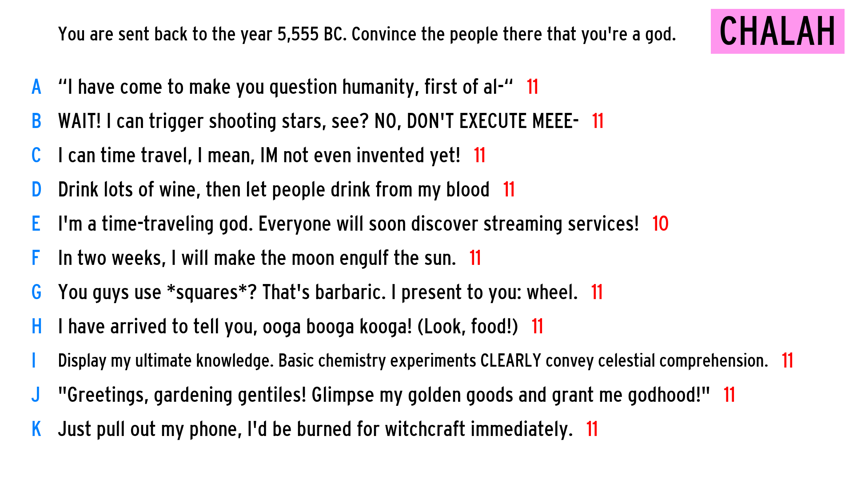 You are sent back to the year 5,555 BC. Convince the people there that you're a god.
CHALAH
A “I have come to make you question humanity, first of al-“ 11
B WAIT! I can trigger shooting stars, see? NO, DON'T EXECUTE MEEE- 11
C I can time travel, I mean, IM not even invented yet! 11
D Drink lots of wine, then let people drink from my blood 11
E I'm a time-traveling god. Everyone will soon discover streaming services! 10
F In two weeks, I will make the moon engulf the sun. 11
G You guys use *squares*? That's barbaric. I present to you: wheel. 11
H I have arrived to tell you, ooga booga kooga! (Look, food!) 11
I Display my ultimate knowledge. Basic chemistry experiments CLEARLY convey celestial comprehension. 11
J "Greetings, gardening gentiles! Glimpse my golden goods and grant me godhood!" 11
K Just pull out my phone, I'd be burned for witchcraft immediately. 11